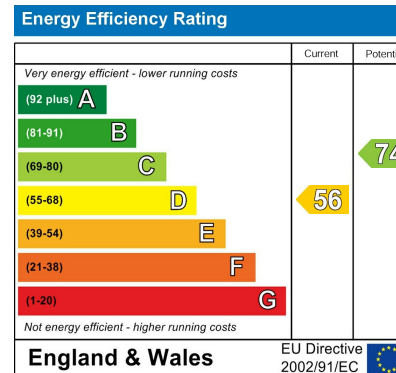 Energy Efficiency Rating
Current Potenti
Very energy efficient - lower running costs
(92 plus) A
(81-91) B
(69-80) C
74
(55-68) D
56
(39-54) E
(21-38) F
(1-20) G
Not energy efficient - higher running costs
England & Wales
EU Directive
2002/91/EC